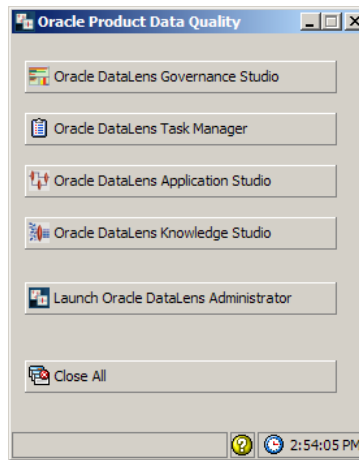 Oracle Product Data Quality
Oracle DataLens Governance Studio
Oracle DataLens Task Manager
Oracle DataLens Application Studio
Oracle DataLens Knowledge Studio
Launch Oracle DataLens Administrator
Close All
2:54:05 PM